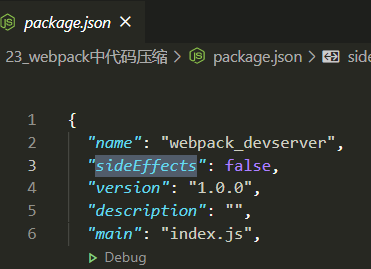 package.json
23_webpack中代码压缩 > package.json > side
1 {
2 "name": "webpack_devserver",
3 "sideEffects": false,
4 "version": "1.0.0",
5 "description": "",
6 "main": "index.js",
Debug